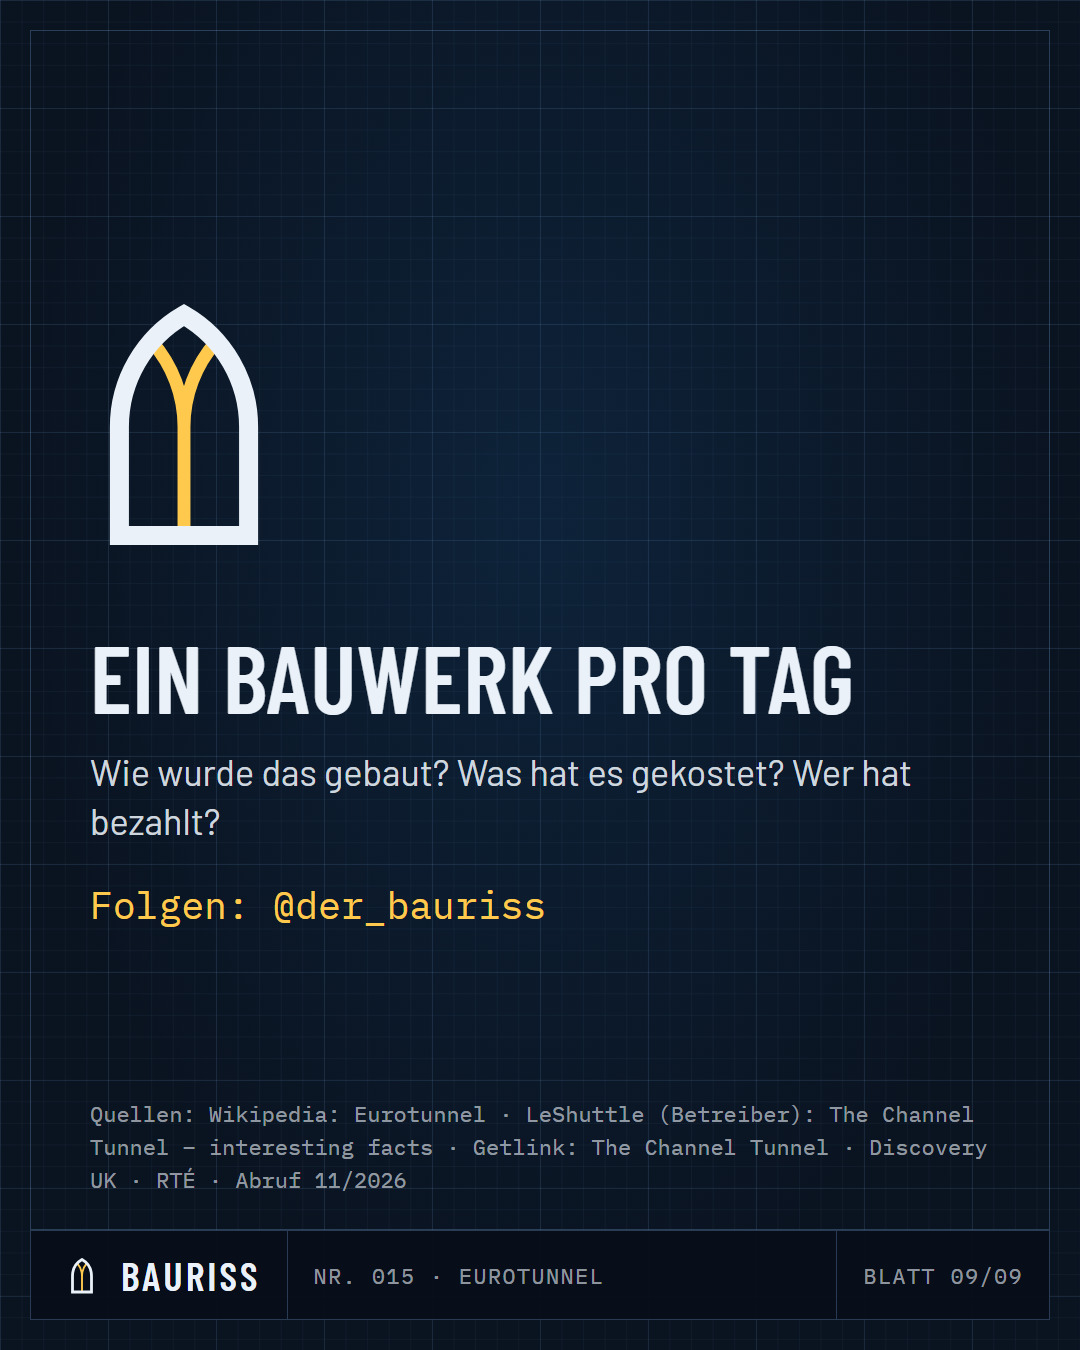 EIN BAUWERK PRO TAG
Wie wurde das gebaut? Was hat es gekostet? Wer hat
bezahlt?
Folgen: @der_bauriss
Quellen: Wikipedia: Eurotunnel · LeShuttle (Betreiber): The Channel
Tunnel – interesting facts · Getlink: The Channel Tunnel · Discovery
UK · RTÉ · Abruf 11/2026
BAURISS
NR. 015 · EUROTUNNEL
BLATT 09/09